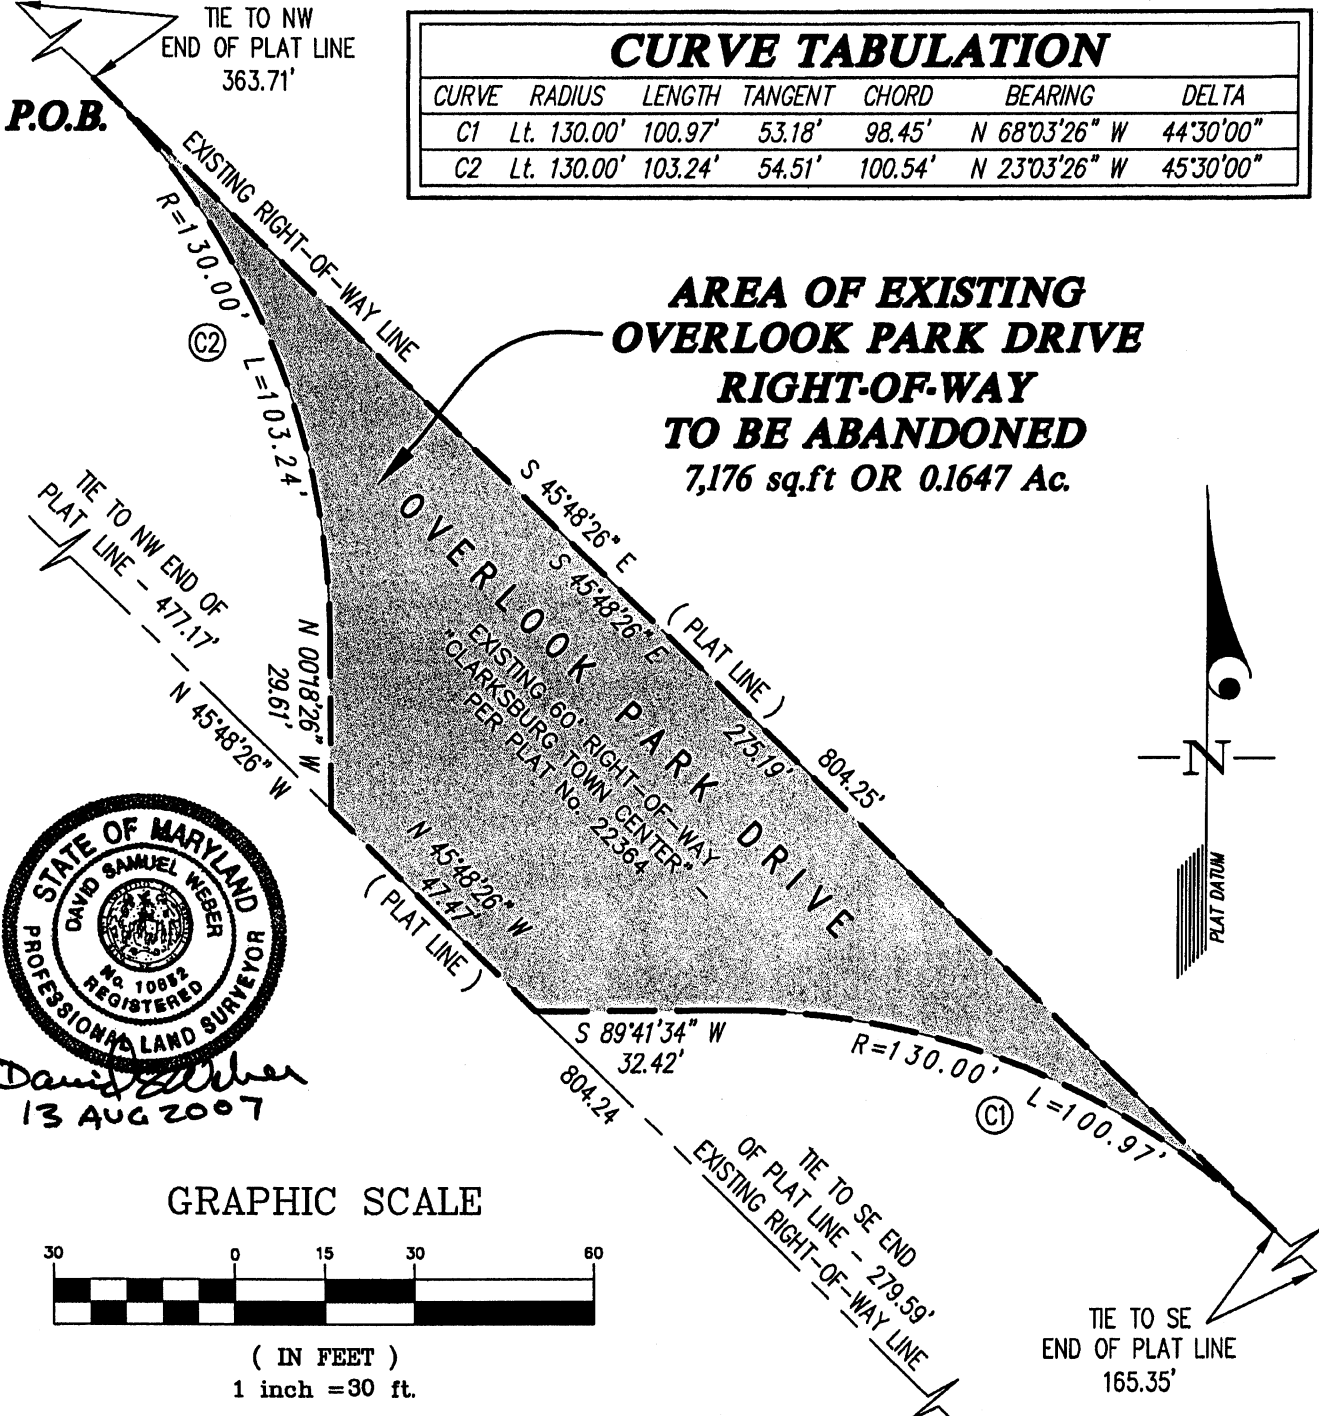 TIE TO NW
END OF PLAT LINE
363.71'
P.O.B.
CURVE TABULATION
CURVE RADIUS LENGTH TANGENT CHORD BEARING DELTA
C1 Lt. 130.00' 100.97' 53.18' 98.45' N 68°03'26" W 44°30'00"
C2 Lt. 130.00' 103.24' 54.51' 100.54' N 23°03'26" W 45°30'00"
EXISTING RIGHT-OF-WAY LINE
R=130.00' L=103.24'
C2
AREA OF EXISTING
OVERLOOK PARK DRIVE
RIGHT-OF-WAY
TO BE ABANDONED
7,176 sq.ft OR 0.1647 Ac.
S 45°48'26" E
(PLAT LINE)
804.25'
S 45°48'26" E
275.19'
OVERLOOK PARK DRIVE
EXISTING 60' RIGHT-OF-WAY
"CLARKSBURG TOWN CENTER" -
PER PLAT No. 22364
TIE TO NW END OF
PLAT LINE - 477.17'
N 45°48'26" W
N 00°18'26" W
29.61'
N 45°48'26" W
47.47'
(PLAT LINE)
N
PLAT DATUM
STATE OF MARYLAND
DAVID SAMUEL WEBER
No. 10852
REGISTERED
PROFESSIONAL LAND SURVEYOR
David S Weber
13 AUG 2007
S 89°41'34" W
32.42'
804.24
R=130.00' L=100.97'
C1
TIE TO SE END
OF PLAT LINE - 279.59'
EXISTING RIGHT-OF-WAY LINE
TIE TO SE
END OF PLAT LINE
165.35'
GRAPHIC SCALE
30 0 15 30 60
( IN FEET )
1 inch =30 ft.